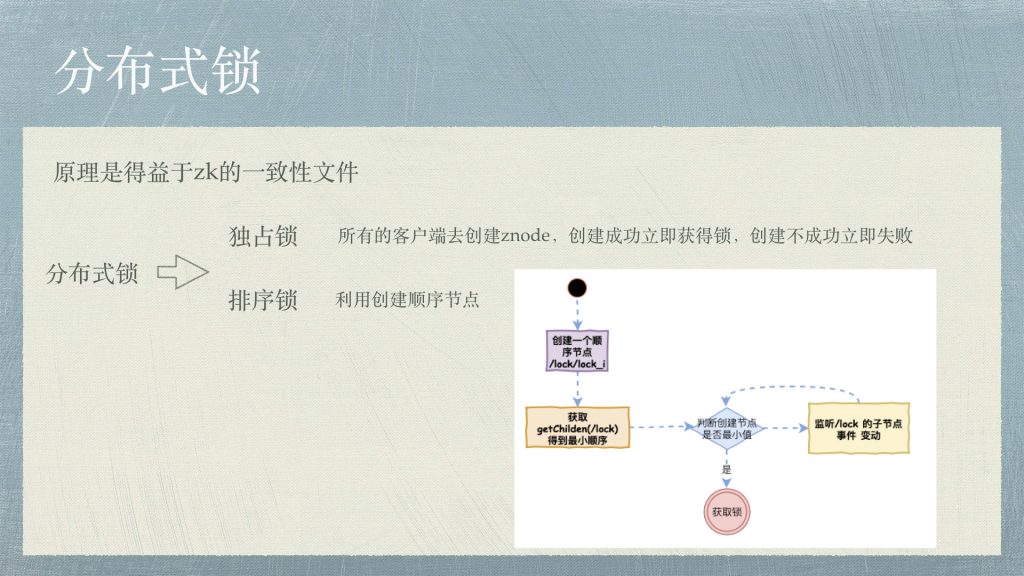 分布式锁
原理是得益于zk的一致性文件
独占锁
所有的客户端去创建znode，创建成功立即获得锁，创建不成功立即失败
分布式锁
排序锁
利用创建顺序节点
创建一个顺
序节点
/lock/lock_i
获取
getChilden(/lock)
得到最小顺序
判断创建节点
是否最小值
监听/lock 的子节点
事件 变动
是
获取锁